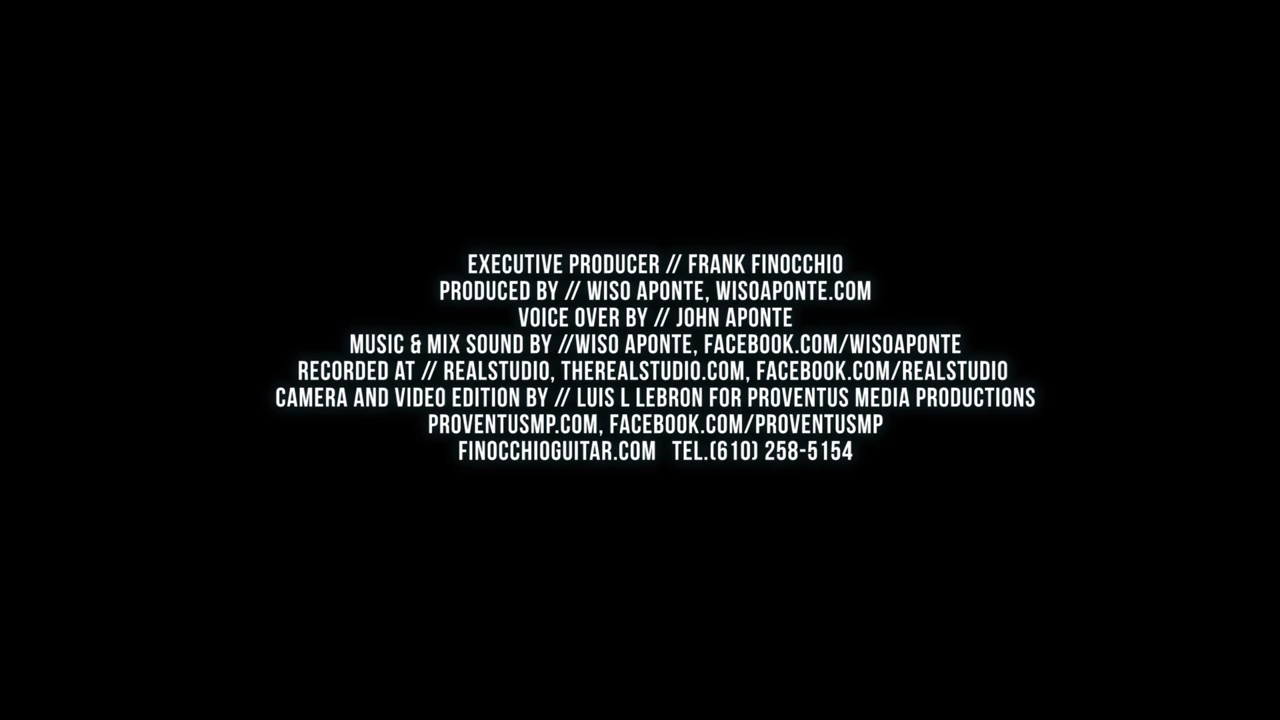 EXECUTIVE PRODUCER // FRANK FINOCCHIO
PRODUCED BY // WISO APONTE, WISOAPONTE.COM
VOICE OVER BY // JOHN APONTE
MUSIC & MIX SOUND BY //WISO APONTE, FACEBOOK.COM/WISOAPONTE
RECORDED AT // REALSTUDIO, THEREALSTUDIO.COM, FACEBOOK.COM/REALSTUDIO
CAMERA AND VIDEO EDITION BY // LUIS L LEBRON FOR PROVENTUS MEDIA PRODUCTIONS
PROVENTUSMP.COM, FACEBOOK.COM/PROVENTUSMP
FINOCCHIOGUITAR.COM TEL.(610) 258-5154